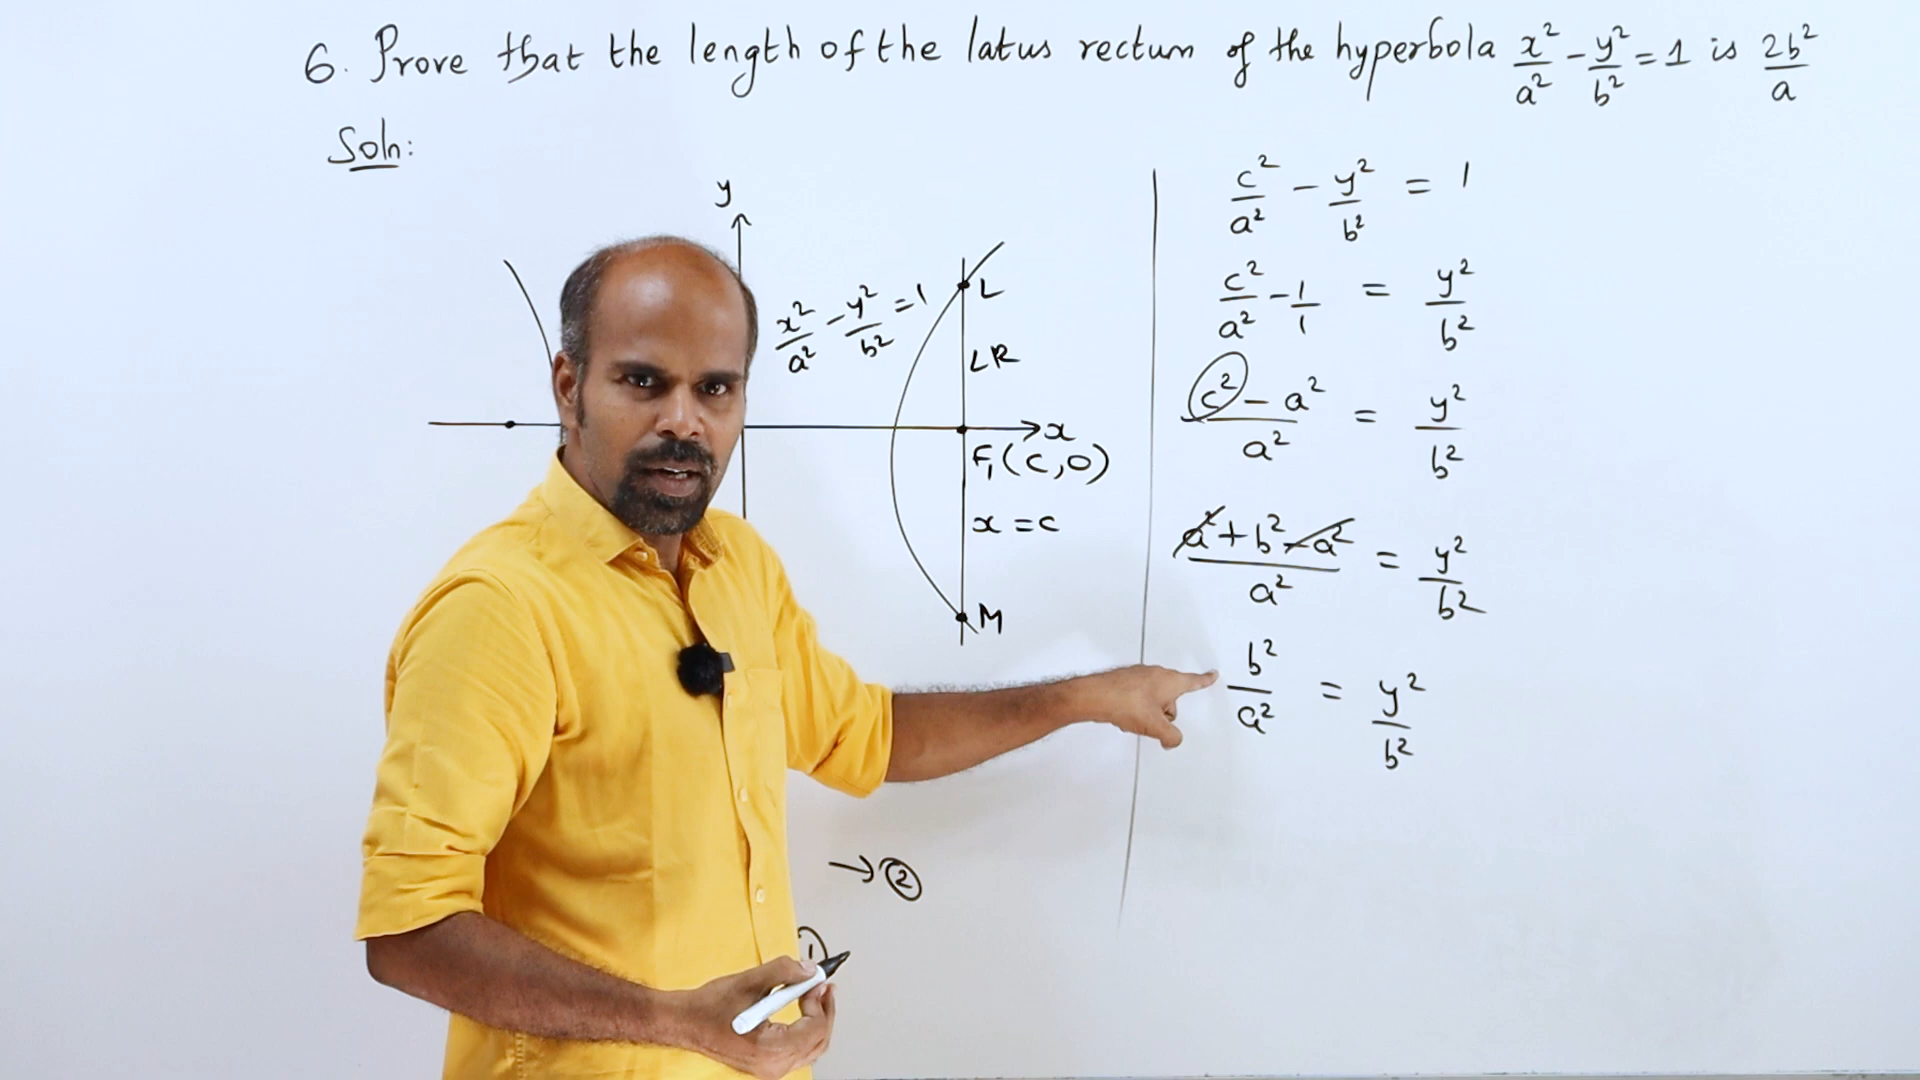 6. Prove that the length of the latus rectum of the hyperbola x²/a² - y²/b² = 1 is 2b²/a
Soln:
y
x²/a² - y²/b² = 1
L
LR
x
F₁(c,0)
x = c
M
→ ②
①
c²/a² - y²/b² = 1
c²/a² - 1/1 = y²/b²
c² - a²/a² = y²/b²
a² + b² - a²/a² = y²/b²
b²/a² = y²/b²